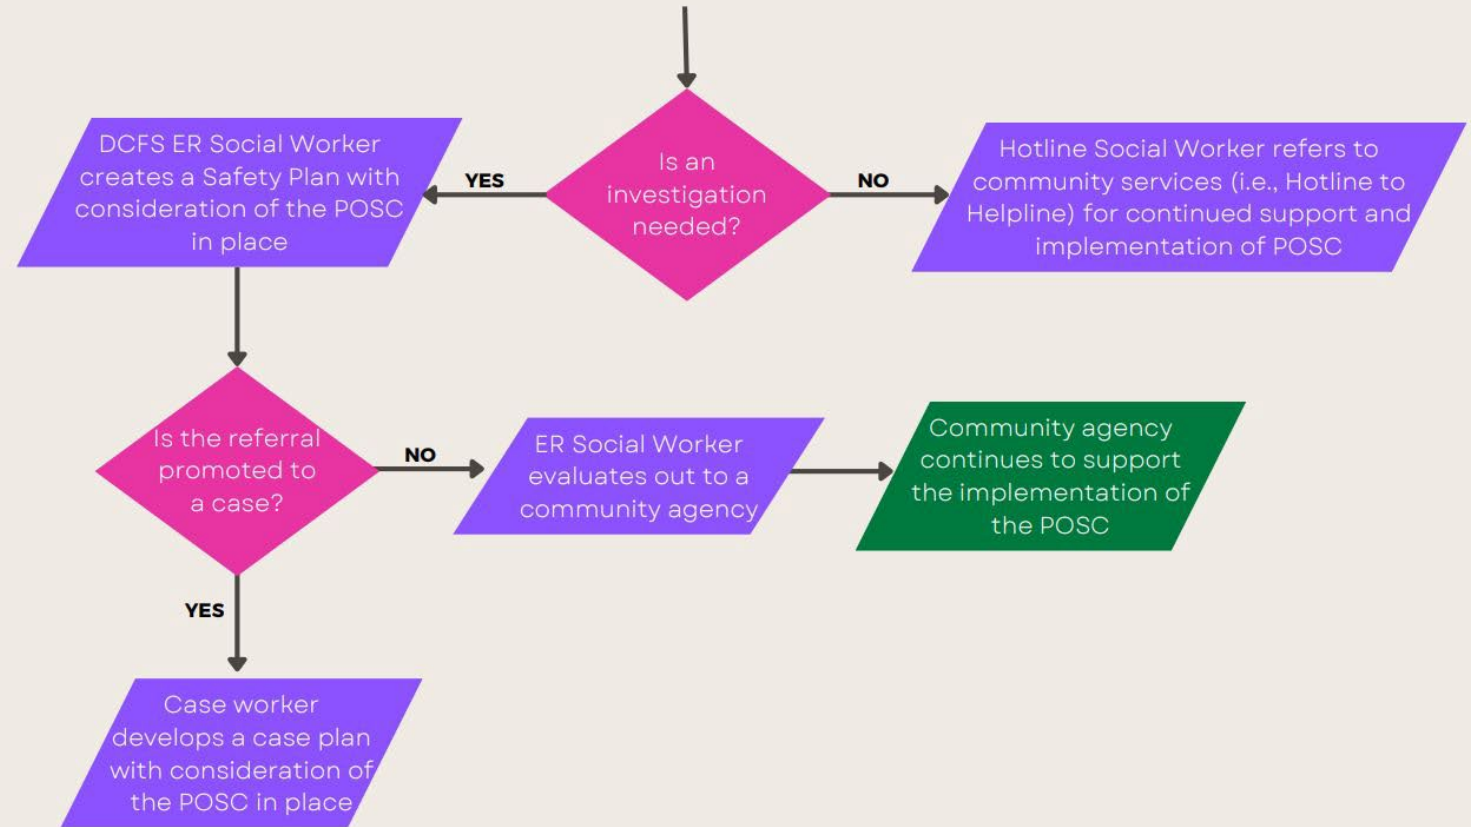 DCFS ER Social Worker
creates a Safety Plan with
consideration of the POSC
in place
YES
Is an
investigation
needed?
NO
Hotline Social Worker refers to
community services (i.e., Hotline to
Helpline) for continued support and
implementation of POSC
Is the referral
promoted to
a case?
NO
ER Social Worker
evaluates out to a
community agency
Community agency
continues to support
the implementation of
the POSC
YES
Case worker
develops a case plan
with consideration of
the POSC in place